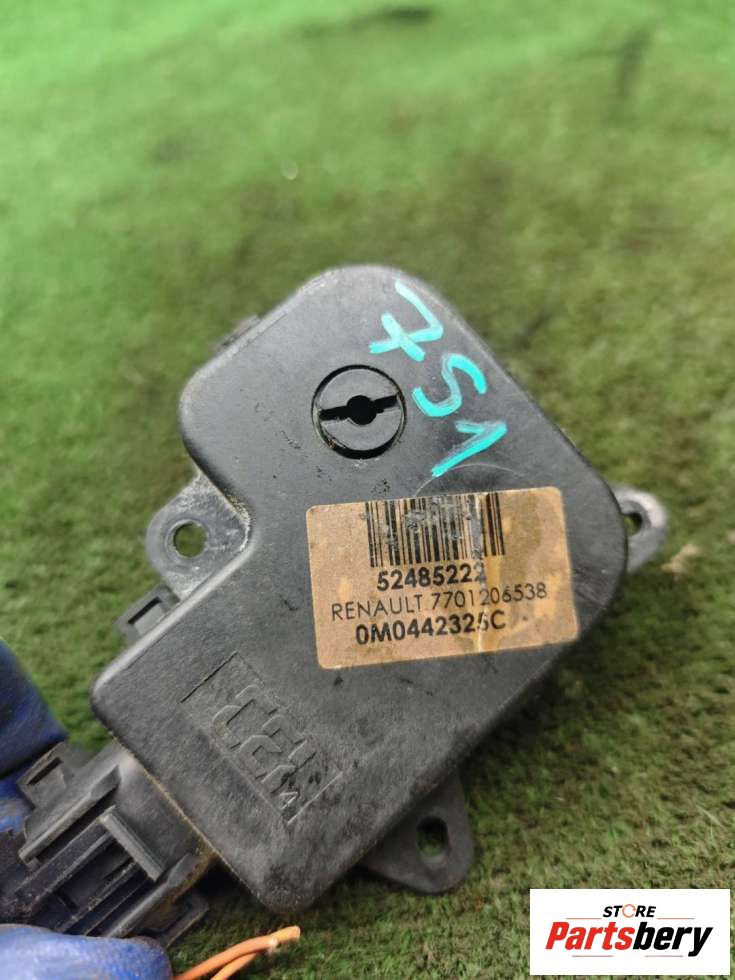 7S1
52485222
RENAULT.7701206538
0M0442325C
STORE
Partsbery